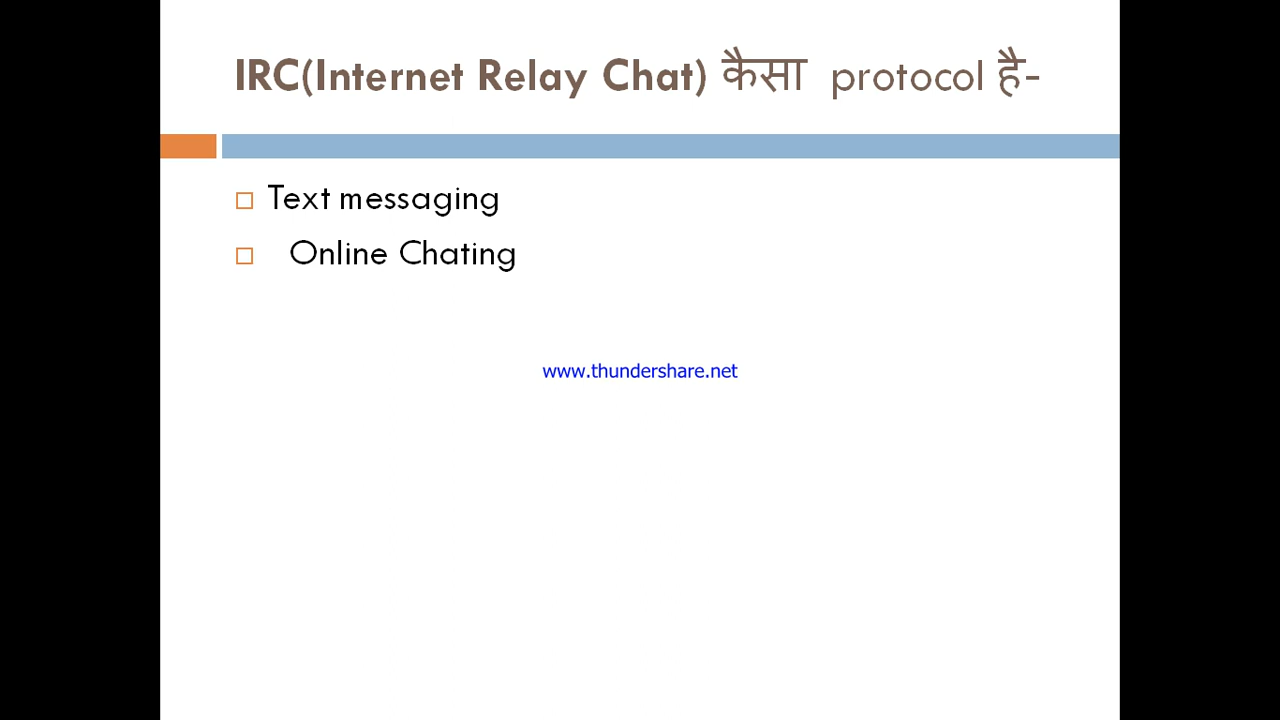 IRC(Internet Relay Chat) कैसा protocol है-
Text messaging
Online Chating
www.thundershare.net